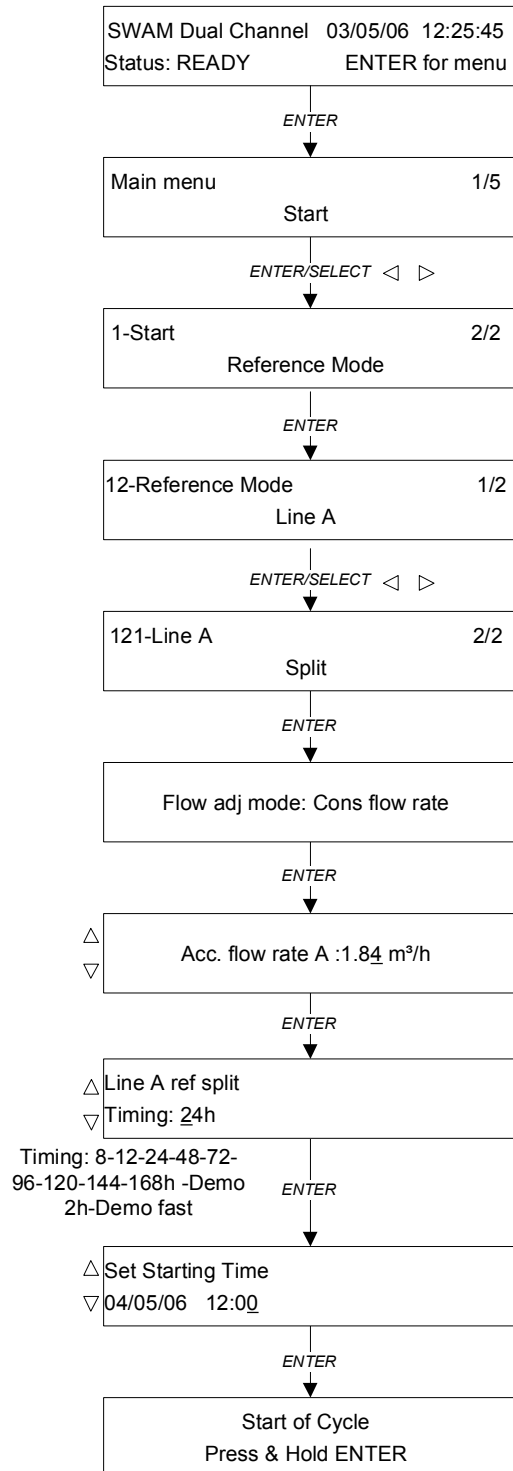 SWAM Dual Channel 03/05/06 12:25:45
Status: READY ENTER for menu
ENTER
Main menu 1/5
Start
ENTER/SELECT
1-Start 2/2
Reference Mode
ENTER
12-Reference Mode 1/2
Line A
ENTER/SELECT
121-Line A 2/2
Split
ENTER
Flow adj mode: Cons flow rate
ENTER
Acc. flow rate A :1.84 m³/h
ENTER
Line A ref split
Timing: 24h
Timing: 8-12-24-48-72-
96-120-144-168h -Demo
2h-Demo fast
ENTER
Set Starting Time
04/05/06 12:00
ENTER
Start of Cycle
Press & Hold ENTER